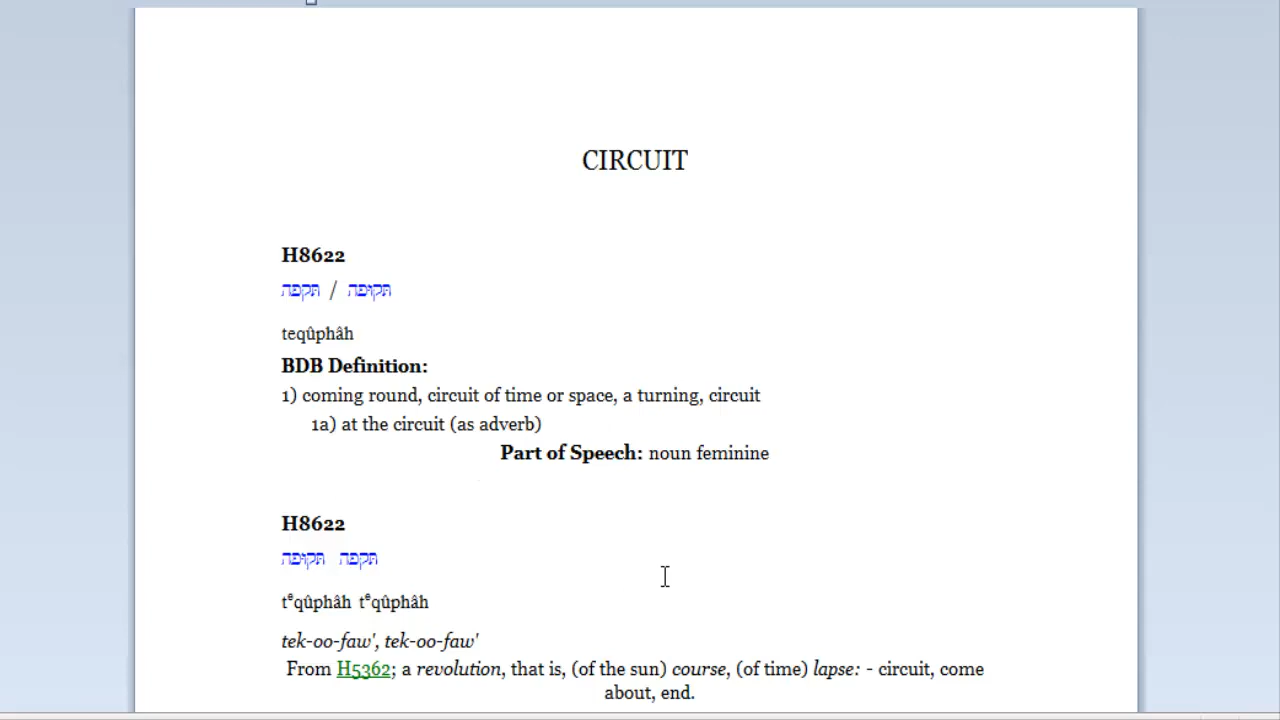 CIRCUIT
H8622
תקפה / תקופה
teqûphâh
BDB Definition:
1) coming round, circuit of time or space, a turning, circuit
1a) at the circuit (as adverb)
Part of Speech: noun feminine
H8622
תקופה תקפה
tᵉqûphâh tᵉqûphâh
tek-oo-faw', tek-oo-faw'
From H5362; a revolution, that is, (of the sun) course, (of time) lapse: - circuit, come
about, end.